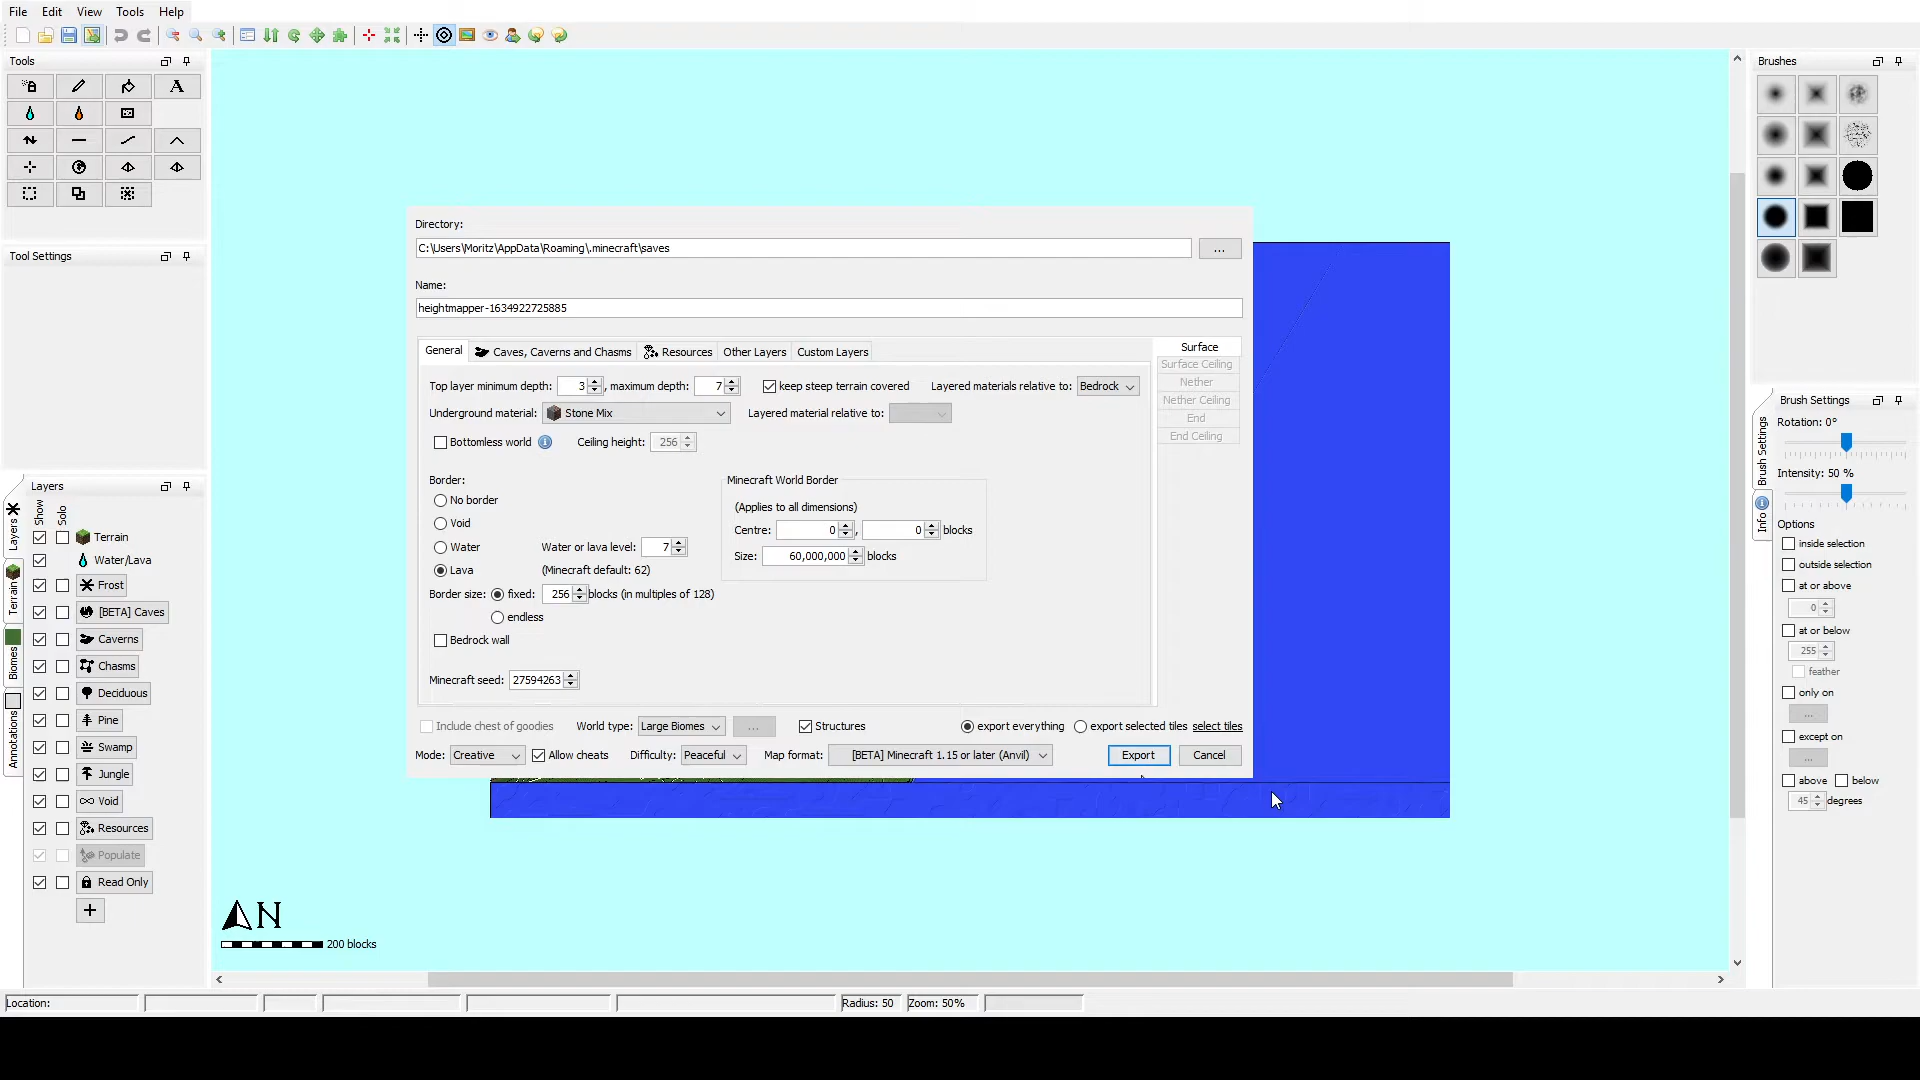 File Edit View Tools Help
Tools
A
Tool Settings
Layers
Show
Solo
Terrain
Water/Lava
Frost
[BETA] Caves
Caverns
Chasms
Deciduous
Pine
Swamp
Jungle
Void
Resources
Populate
Read Only
Layers
Terrain
Biomes
Annotations
Directory:
C:\Users\Moritz\AppData\Roaming\.minecraft\saves
...
Name:
heightmapper-1634922725885
General Caves, Caverns and Chasms Resources Other Layers Custom Layers
Top layer minimum depth: 3 , maximum depth: 7 keep steep terrain covered Layered materials relative to: Bedrock
Underground material: Stone Mix Layered material relative to:
Bottomless world Ceiling height: 256
Border:
No border
Void
Water Water or lava level: 7
Lava (Minecraft default: 62)
Border size: fixed: 256 blocks (in multiples of 128)
endless
Bedrock wall
Minecraft World Border
(Applies to all dimensions)
Centre: 0 , 0 blocks
Size: 60,000,000 blocks
Minecraft seed: 27594263
Surface
Surface Ceiling
Nether
Nether Ceiling
End
End Ceiling
Include chest of goodies World type: Large Biomes ... Structures export everything export selected tiles select tiles
Mode: Creative Allow cheats Difficulty: Peaceful Map format: [BETA] Minecraft 1.15 or later (Anvil) Export Cancel
N
200 blocks
Brushes
Brush Settings
Info
Brush Settings
Rotation: 0°
Intensity: 50 %
Options
inside selection
outside selection
at or above
0
at or below
255
feather
only on
...
except on
...
above below
45 degrees
Location: Radius: 50 Zoom: 50%